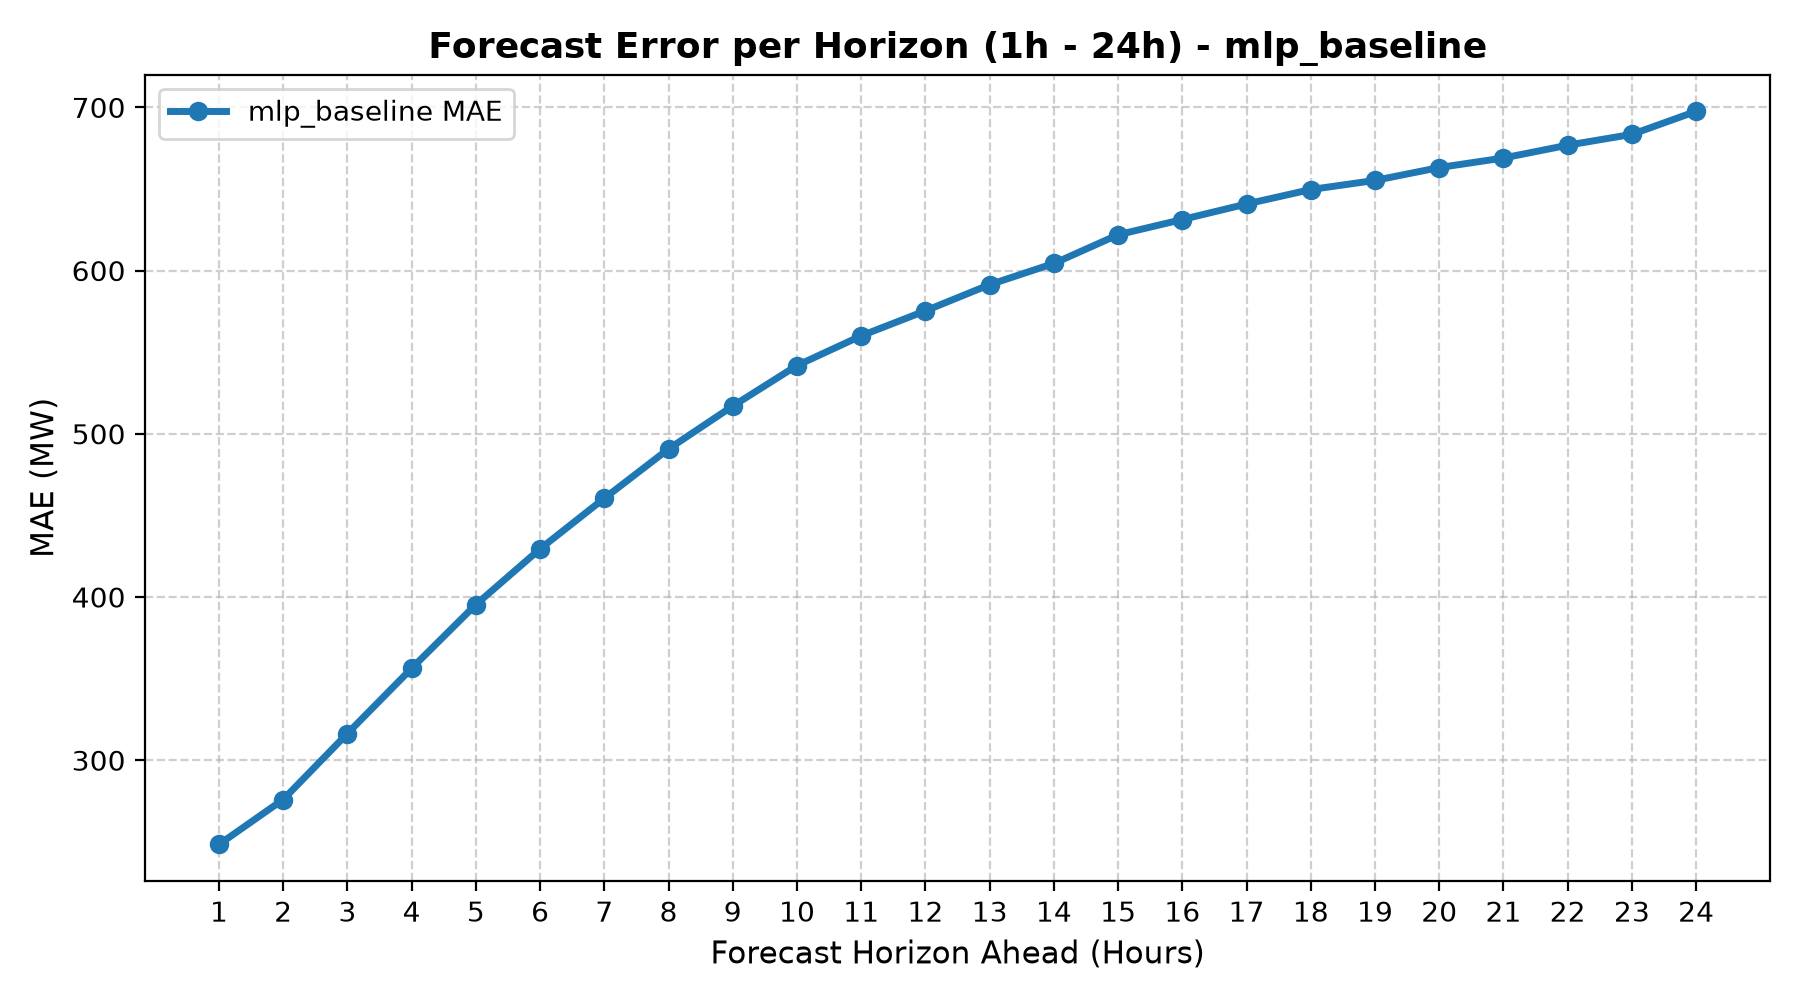 Forecast Error per Horizon (1h - 24h) - mlp_baseline
mlp_baseline MAE
700
600
500
400
300
MAE (MW)
1 2 3 4 5 6 7 8 9 10 11 12 13 14 15 16 17 18 19 20 21 22 23 24
Forecast Horizon Ahead (Hours)